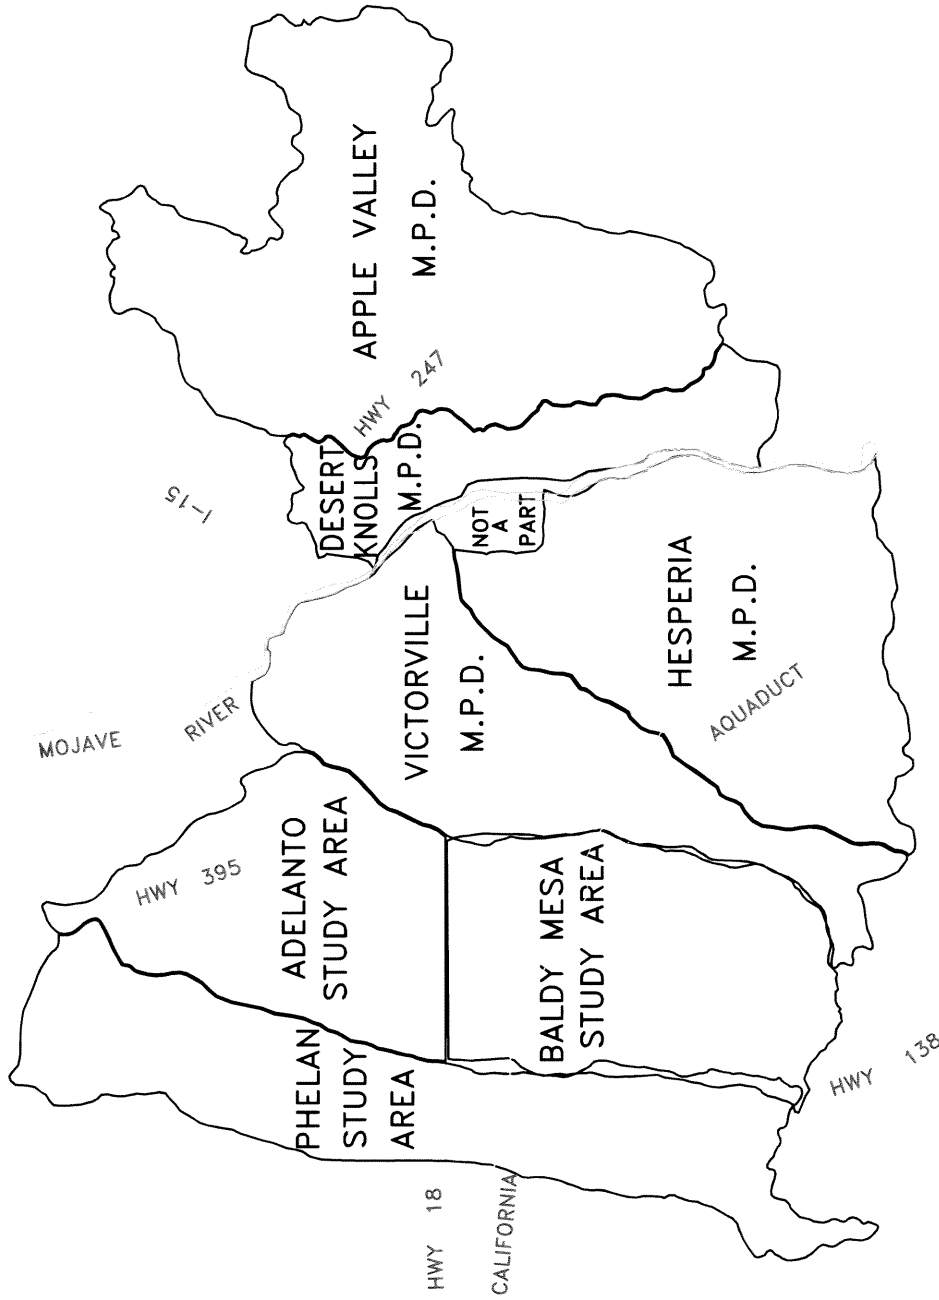 APPLE VALLEY
M.P.D.
HWY 247
DESERT
KNOLLS
M.P.D.
I-15
NOT
A
PART
MOJAVE RIVER
VICTORVILLE
M.P.D.
HESPERIA
M.P.D.
AQUADUCT
HWY 395
ADELANTO
STUDY AREA
BALDY MESA
STUDY AREA
PHELAN
STUDY
AREA
HWY 138
HWY 18
CALIFORNIA